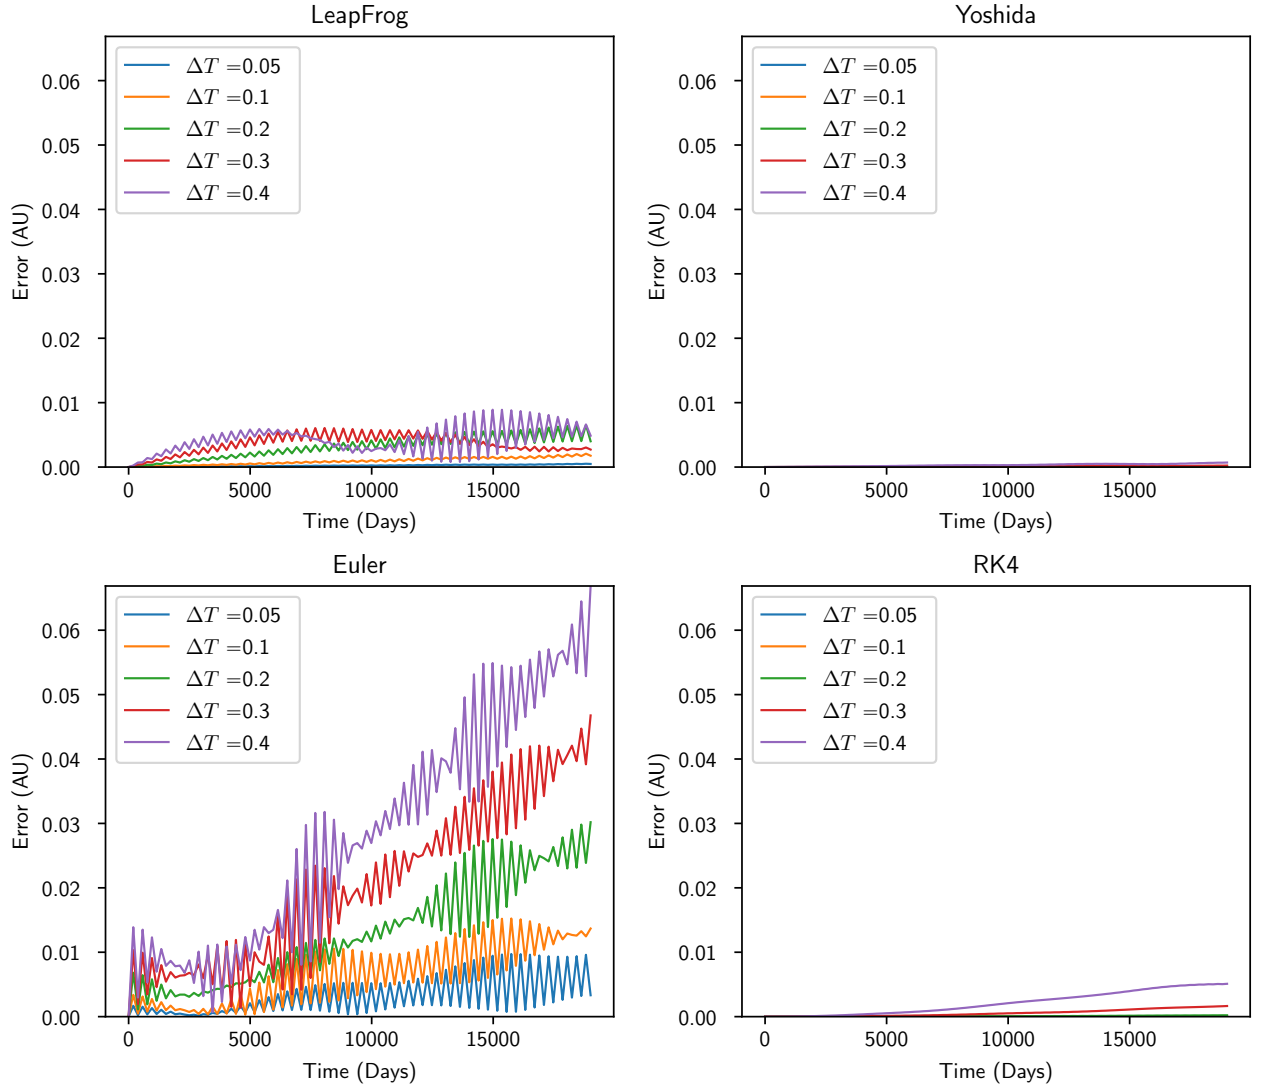 LeapFrog
0.06
0.05
0.04
0.03
0.02
0.01
0.00
Error (AU)
ΔT =0.05
ΔT =0.1
ΔT =0.2
ΔT =0.3
ΔT =0.4
0 5000 10000 15000
Time (Days)
Yoshida
0.06
0.05
0.04
0.03
0.02
0.01
0.00
Error (AU)
ΔT =0.05
ΔT =0.1
ΔT =0.2
ΔT =0.3
ΔT =0.4
0 5000 10000 15000
Time (Days)
Euler
0.06
0.05
0.04
0.03
0.02
0.01
0.00
Error (AU)
ΔT =0.05
ΔT =0.1
ΔT =0.2
ΔT =0.3
ΔT =0.4
0 5000 10000 15000
Time (Days)
RK4
0.06
0.05
0.04
0.03
0.02
0.01
0.00
Error (AU)
ΔT =0.05
ΔT =0.1
ΔT =0.2
ΔT =0.3
ΔT =0.4
0 5000 10000 15000
Time (Days)